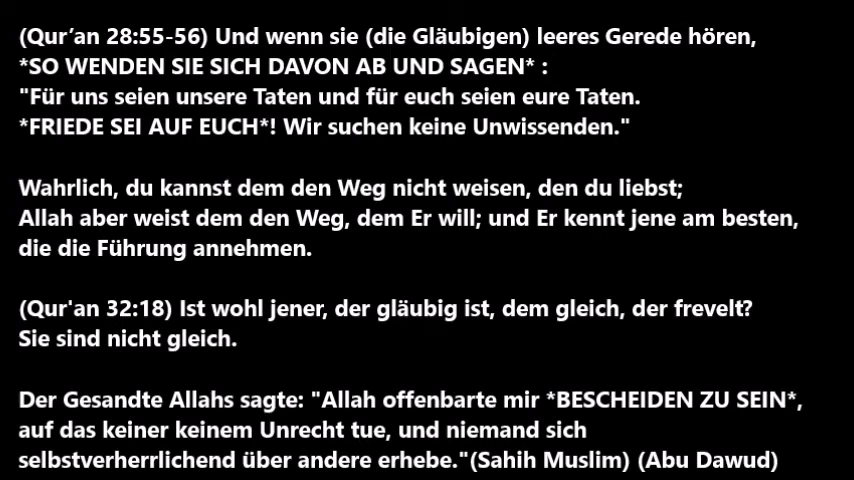 (Qur’an 28:55-56) Und wenn sie (die Gläubigen) leeres Gerede hören,
*SO WENDEN SIE SICH DAVON AB UND SAGEN* :
"Für uns seien unsere Taten und für euch seien eure Taten.
*FRIEDE SEI AUF EUCH*! Wir suchen keine Unwissenden."
Wahrlich, du kannst dem den Weg nicht weisen, den du liebst;
Allah aber weist dem den Weg, dem Er will; und Er kennt jene am besten,
die die Führung annehmen.
(Qur'an 32:18) Ist wohl jener, der gläubig ist, dem gleich, der frevelt?
Sie sind nicht gleich.
Der Gesandte Allahs sagte: "Allah offenbarte mir *BESCHEIDEN ZU SEIN*,
auf das keiner keinem Unrecht tue, und niemand sich
selbstverherrlichend über andere erhebe."(Sahih Muslim) (Abu Dawud)